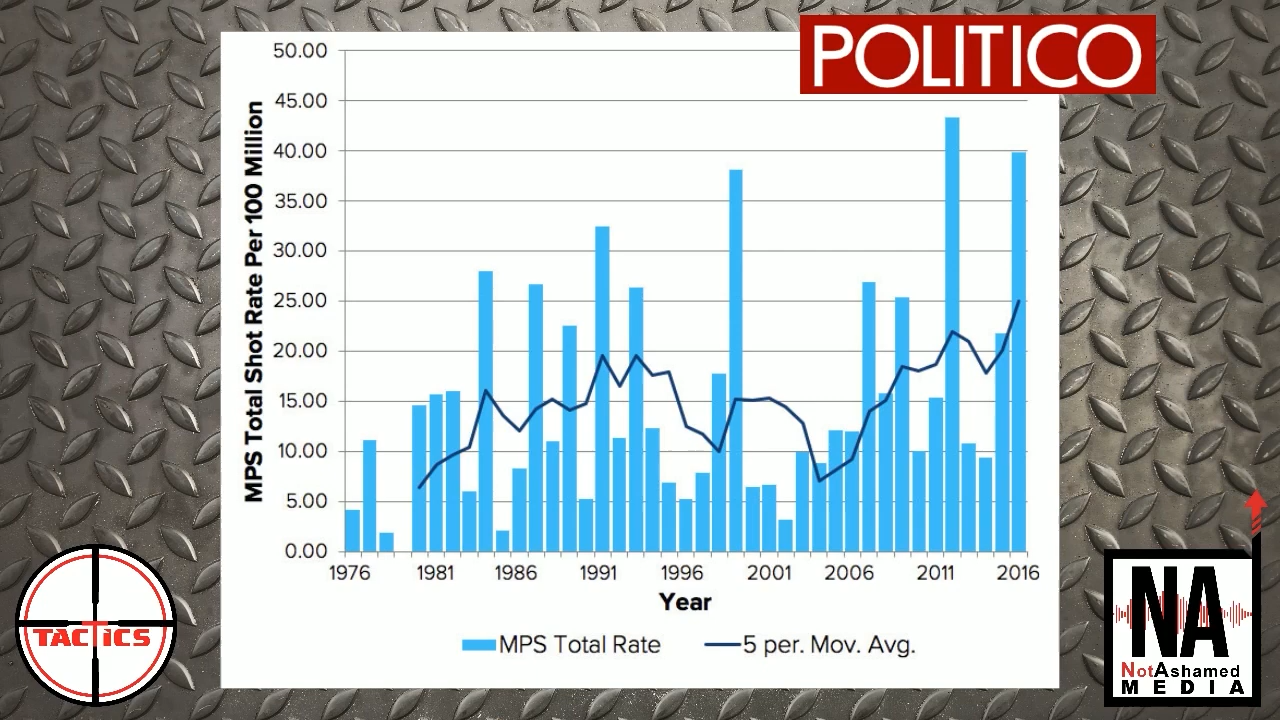 POLITICO
50.00
45.00
40.00
35.00
30.00
25.00
20.00
15.00
10.00
5.00
0.00
MPS Total Shot Rate Per 100 Million
1976 1981 1986 1991 1996 2001 2006 2011 2016
Year
MPS Total Rate 5 per. Mov. Avg.
TACTiCS
NA
NotAshamed
MEDIA